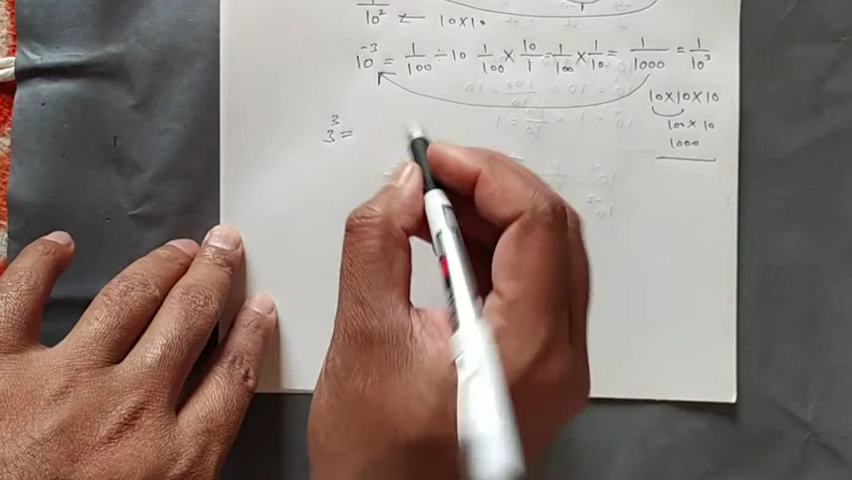 1/10² ← 10×10
10⁻³ = 1/100 ÷ 10 1/100 × 10/1 = 1/100 × 1/10 = 1/1000 = 1/10³
10×10×10
100×10
1000
3³ =